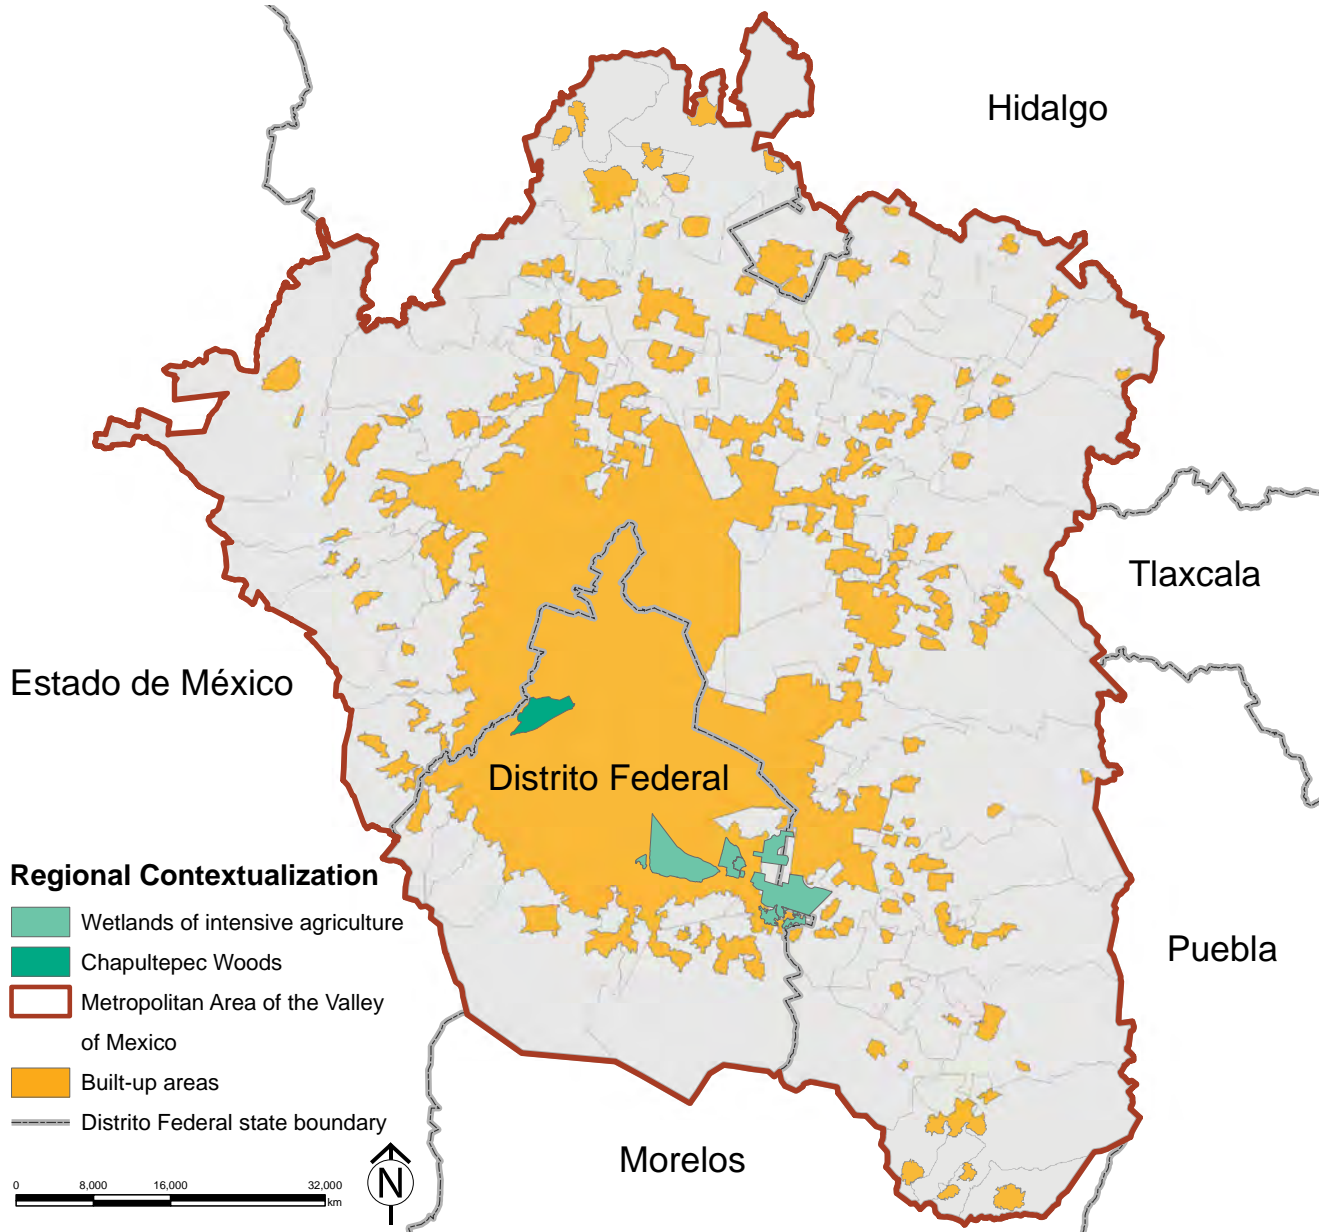 Hidalgo
Tlaxcala
Estado de México
Distrito Federal
Puebla
Morelos
Regional Contextualization
Wetlands of intensive agriculture
Chapultepec Woods
Metropolitan Area of the Valley
of Mexico
Built-up areas
Distrito Federal state boundary
0 8,000 16,000 32,000
km
N